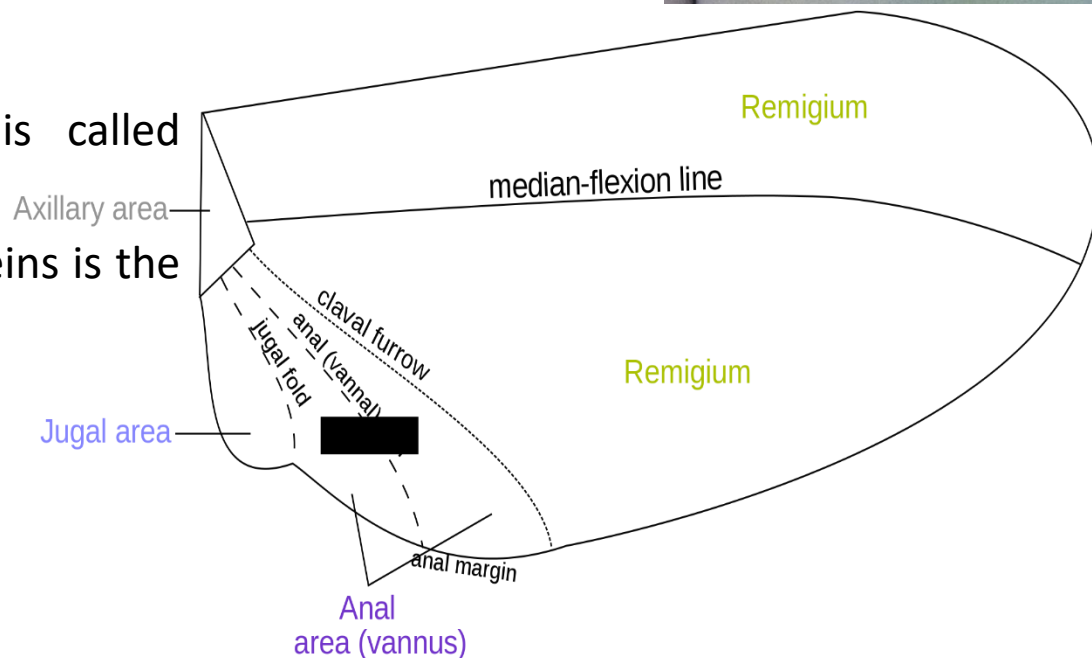 Remigium
is called
median-flexion line
Axillary area
eins is the
claval furrow
anal (vannal)
jugal fold
Remigium
Jugal area
anal margin
Anal
area (vannus)